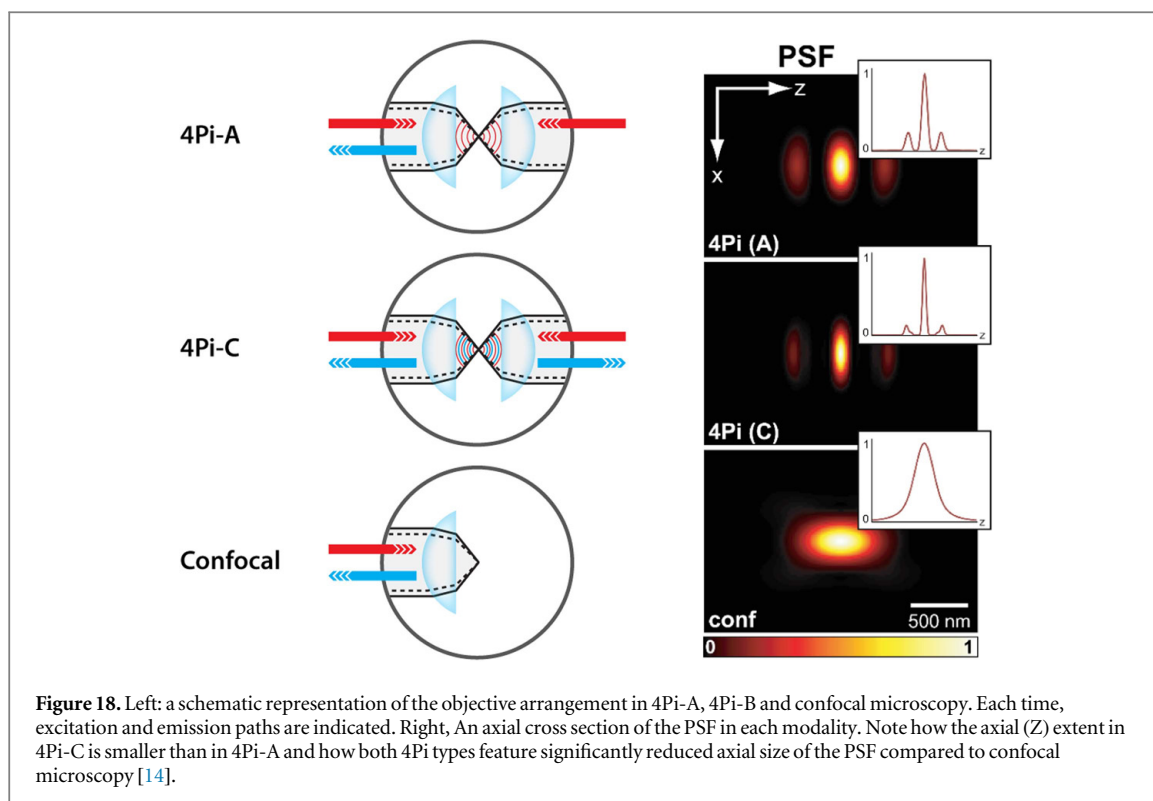 PSF
4Pi-A
z
x
1
0
z
4Pi (A)
4Pi-C
1
0
z
4Pi (C)
Confocal
1
0
z
conf
500 nm
0 1
Figure 18. Left: a schematic representation of the objective arrangement in 4Pi-A, 4Pi-B and confocal microscopy. Each time,
excitation and emission paths are indicated. Right, An axial cross section of the PSF in each modality. Note how the axial (Z) extent in
4Pi-C is smaller than in 4Pi-A and how both 4Pi types feature significantly reduced axial size of the PSF compared to confocal
microscopy [14].